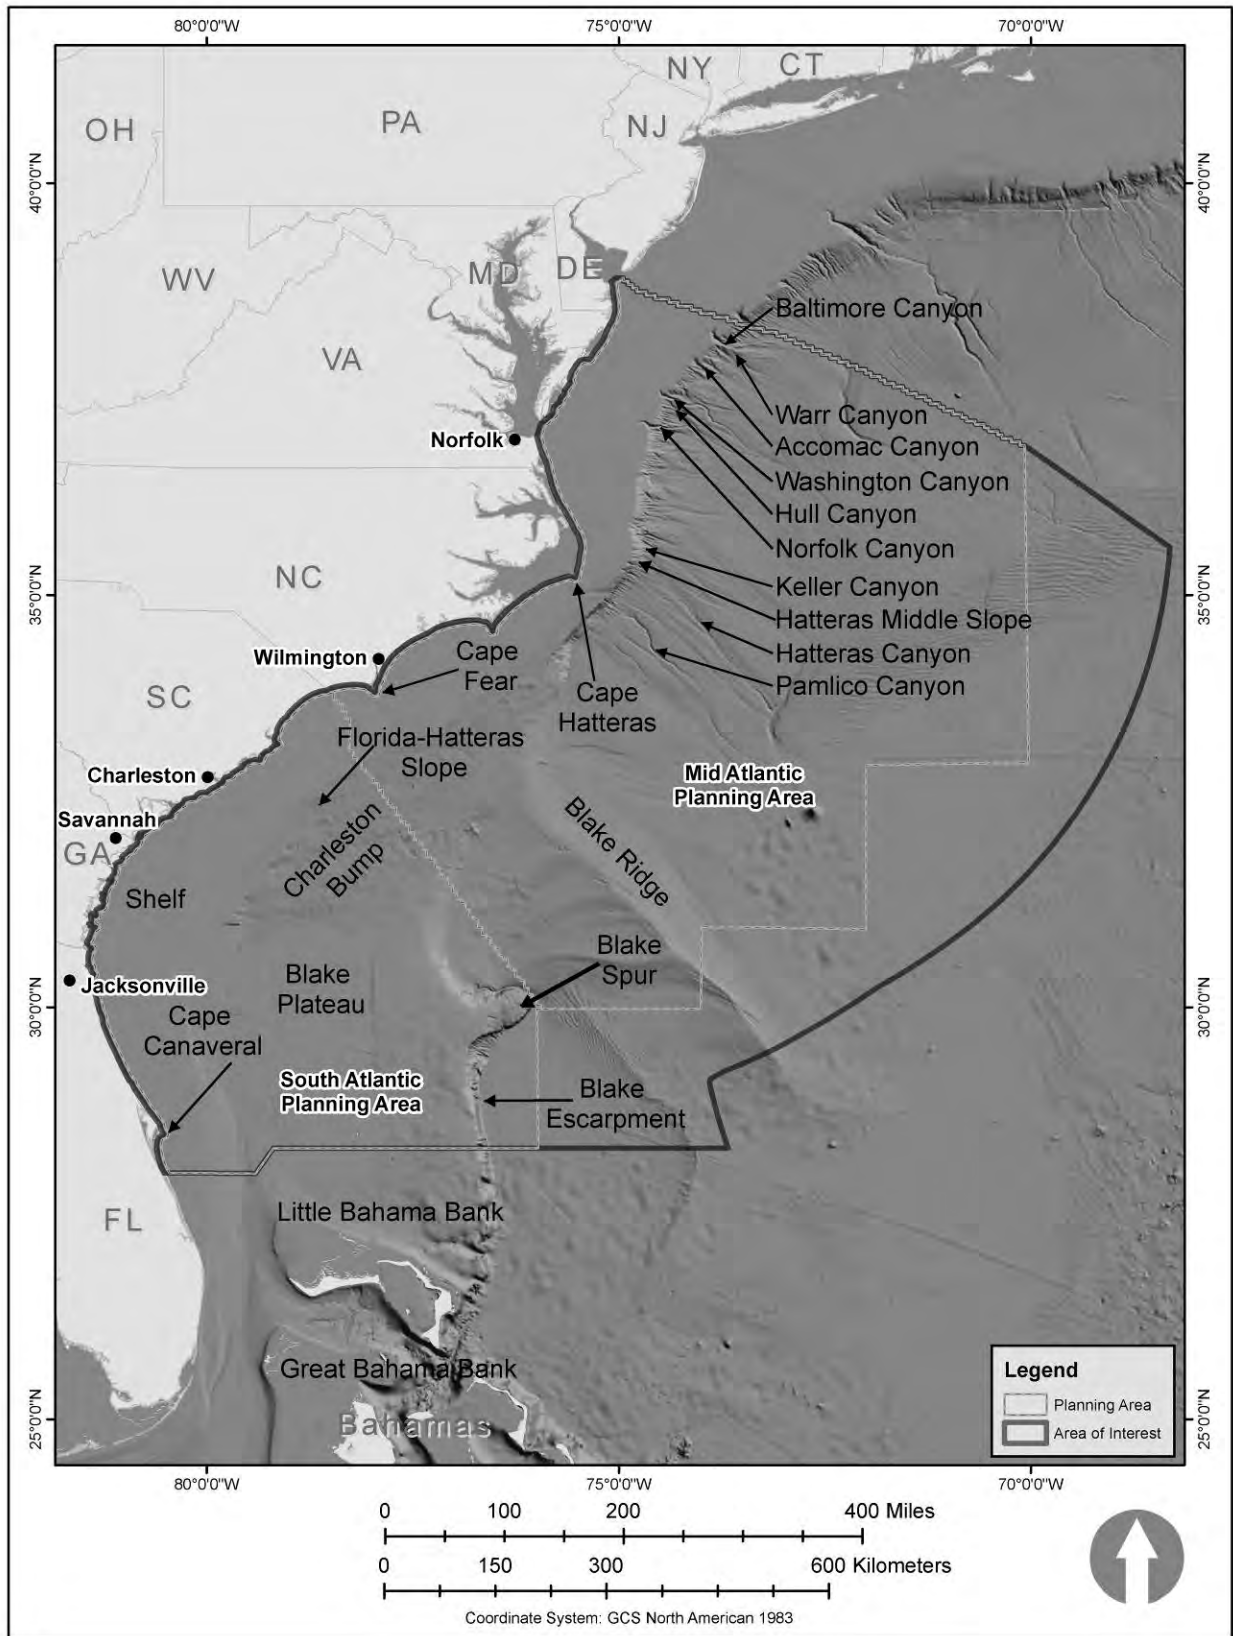 80°0'0"W
75°0'0"W
70°0'0"W
NY
CT
OH
PA
NJ
40°0'0"N
40°0'0"N
WV
MD
DE
Baltimore Canyon
VA
Warr Canyon
Norfolk
Accomac Canyon
Washington Canyon
Hull Canyon
Norfolk Canyon
NC
Keller Canyon
35°0'0"N
35°0'0"N
Hatteras Middle Slope
Wilmington
Cape
Fear
Hatteras Canyon
Pamlico Canyon
SC
Cape
Hatteras
Florida-Hatteras
Slope
Charleston
Mid Atlantic
Planning Area
Savannah
GA
Charleston
Bump
Blake Ridge
Shelf
Blake
Spur
Jacksonville
Blake
Plateau
30°0'0"N
30°0'0"N
Cape
Canaveral
South Atlantic
Planning Area
Blake
Escarpment
FL
Little Bahama Bank
Great Bahama Bank
Bahamas
25°0'0"N
25°0'0"N
Legend
Planning Area
Area of Interest
80°0'0"W
75°0'0"W
70°0'0"W
0 100 200 400 Miles
0 150 300 600 Kilometers
Coordinate System: GCS North American 1983